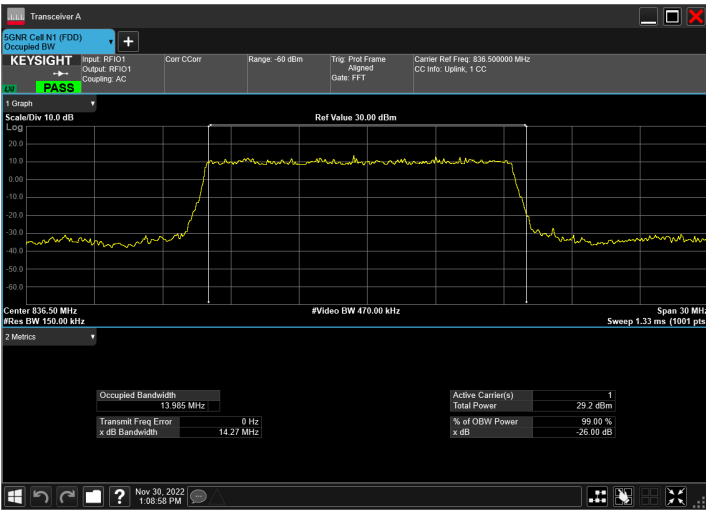 Transceiver A
5GNR Cell N1 (FDD)
Occupied BW
KEYSIGHT
LXI
PASS
Input: RFIO1
Output: RFIO1
Coupling: AC
Corr CCorr
Range: -60 dBm
Trig: Prot Frame
Aligned
Gate: FFT
Carrier Ref Freq: 836.500000 MHz
CC Info: Uplink, 1 CC
1 Graph
Scale/Div 10.0 dB
Ref Value 30.00 dBm
Log
20.0
10.0
0.00
-10.0
-20.0
-30.0
-40.0
-50.0
-60.0
Center 836.50 MHz
#Video BW 470.00 kHz
Span 30 MHz
#Res BW 150.00 kHz
Sweep 1.33 ms (1001 pts
2 Metrics
Occupied Bandwidth
13.985 MHz
Transmit Freq Error 0 Hz
x dB Bandwidth 14.27 MHz
Active Carrier(s) 1
Total Power 29.2 dBm
% of OBW Power 99.00 %
x dB -26.00 dB
Nov 30, 2022
1:08:58 PM